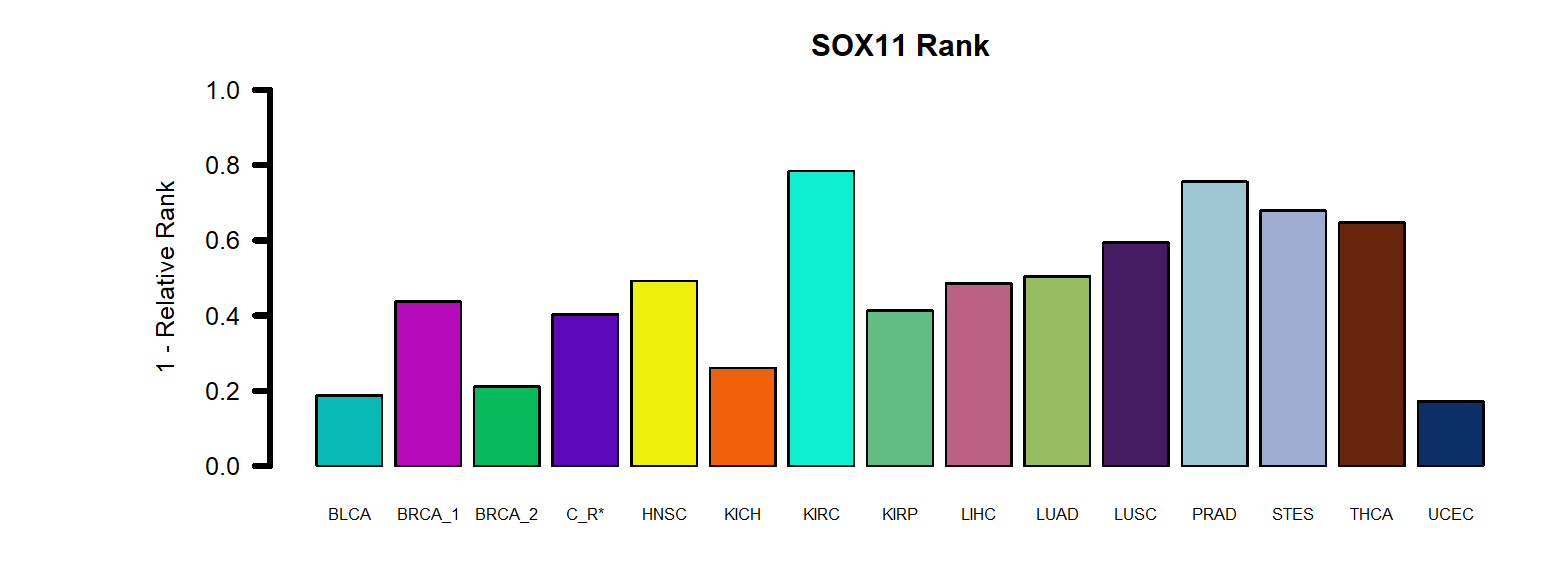 SOX11 Rank
1 - Relative Rank
1.0
0.8
0.6
0.4
0.2
0.0
BLCA BRCA_1 BRCA_2 C_R* HNSC KICH KIRC KIRP LIHC LUAD LUSC PRAD STES THCA UCEC